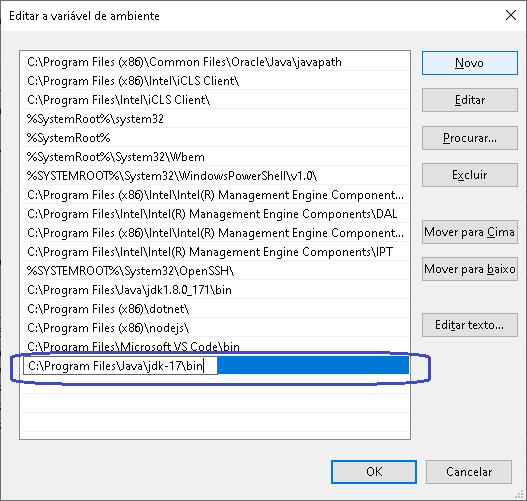 Editar a variável de ambiente
C:\Program Files (x86)\Common Files\Oracle\Java\javapath
C:\Program Files (x86)\Intel\iCLS Client\
C:\Program Files\Intel\iCLS Client\
%SystemRoot%\system32
%SystemRoot%
%SystemRoot%\System32\Wbem
%SYSTEMROOT%\System32\WindowsPowerShell\v1.0\
C:\Program Files (x86)\Intel\Intel(R) Management Engine Component...
C:\Program Files\Intel\Intel(R) Management Engine Components\DAL
C:\Program Files (x86)\Intel\Intel(R) Management Engine Component...
C:\Program Files\Intel\Intel(R) Management Engine Components\IPT
%SYSTEMROOT%\System32\OpenSSH\
C:\Program Files\Java\jdk1.8.0_171\bin
C:\Program Files (x86)\dotnet\
C:\Program Files (x86)\nodejs\
C:\Program Files\Microsoft VS Code\bin
C:\Program Files\Java\jdk-17\bin
Novo
Editar
Procurar...
Excluir
Mover para Cima
Mover para baixo
Editar texto...
OK
Cancelar